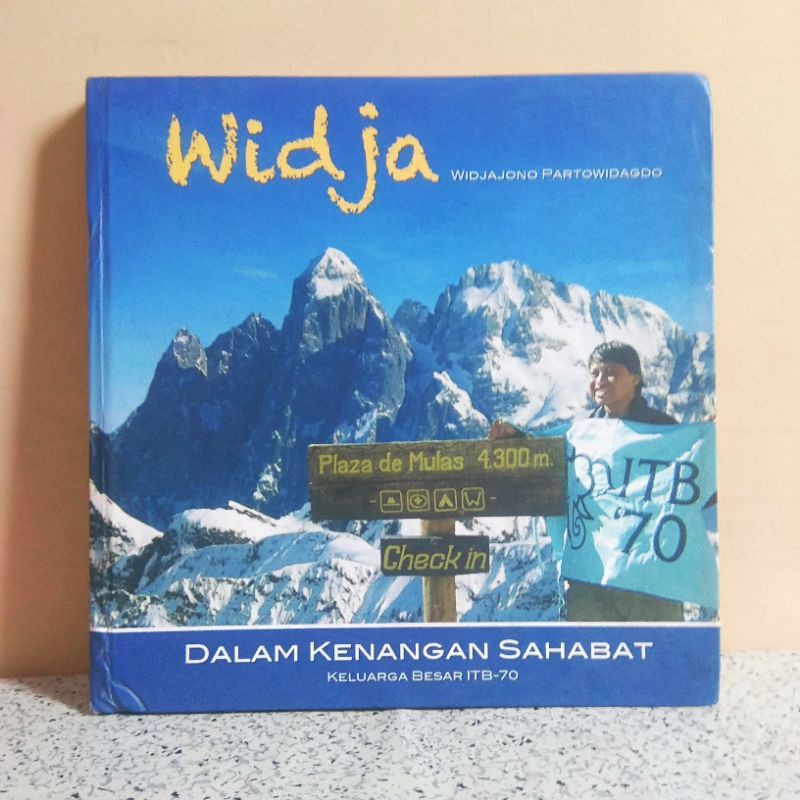 Widja
WIDJAJONO PARTOWIDAGDO
Plaza de Mulas 4.300 m.
W
Check in
ITB
'70
DALAM KENANGAN SAHABAT
KELUARGA BESAR ITB-70